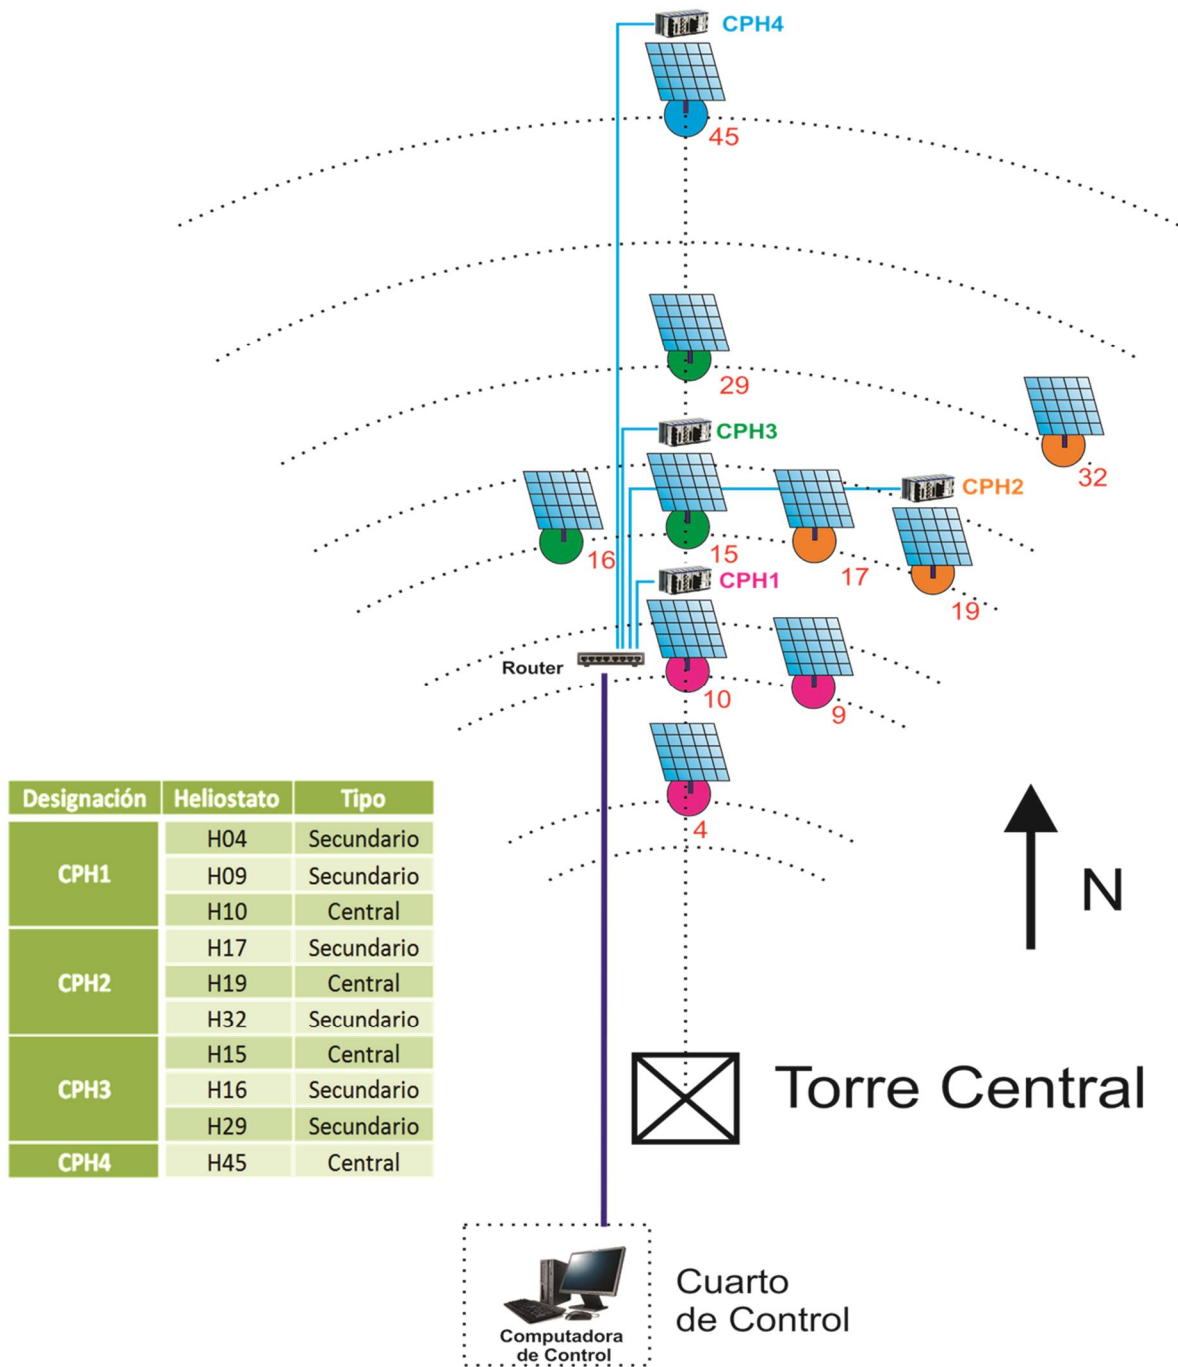 CPH4
45
29
CPH3
32
CPH2
16
15
17
CPH1
19
Router
10
9
4
Designación Heliostato Tipo
CPH1
H04 Secundario
H09 Secundario
H10 Central
CPH2
H17 Secundario
H19 Central
H32 Secundario
CPH3
H15 Central
H16 Secundario
H29 Secundario
CPH4 H45 Central
N
Torre Central
Computadora
de Control
Cuarto
de Control